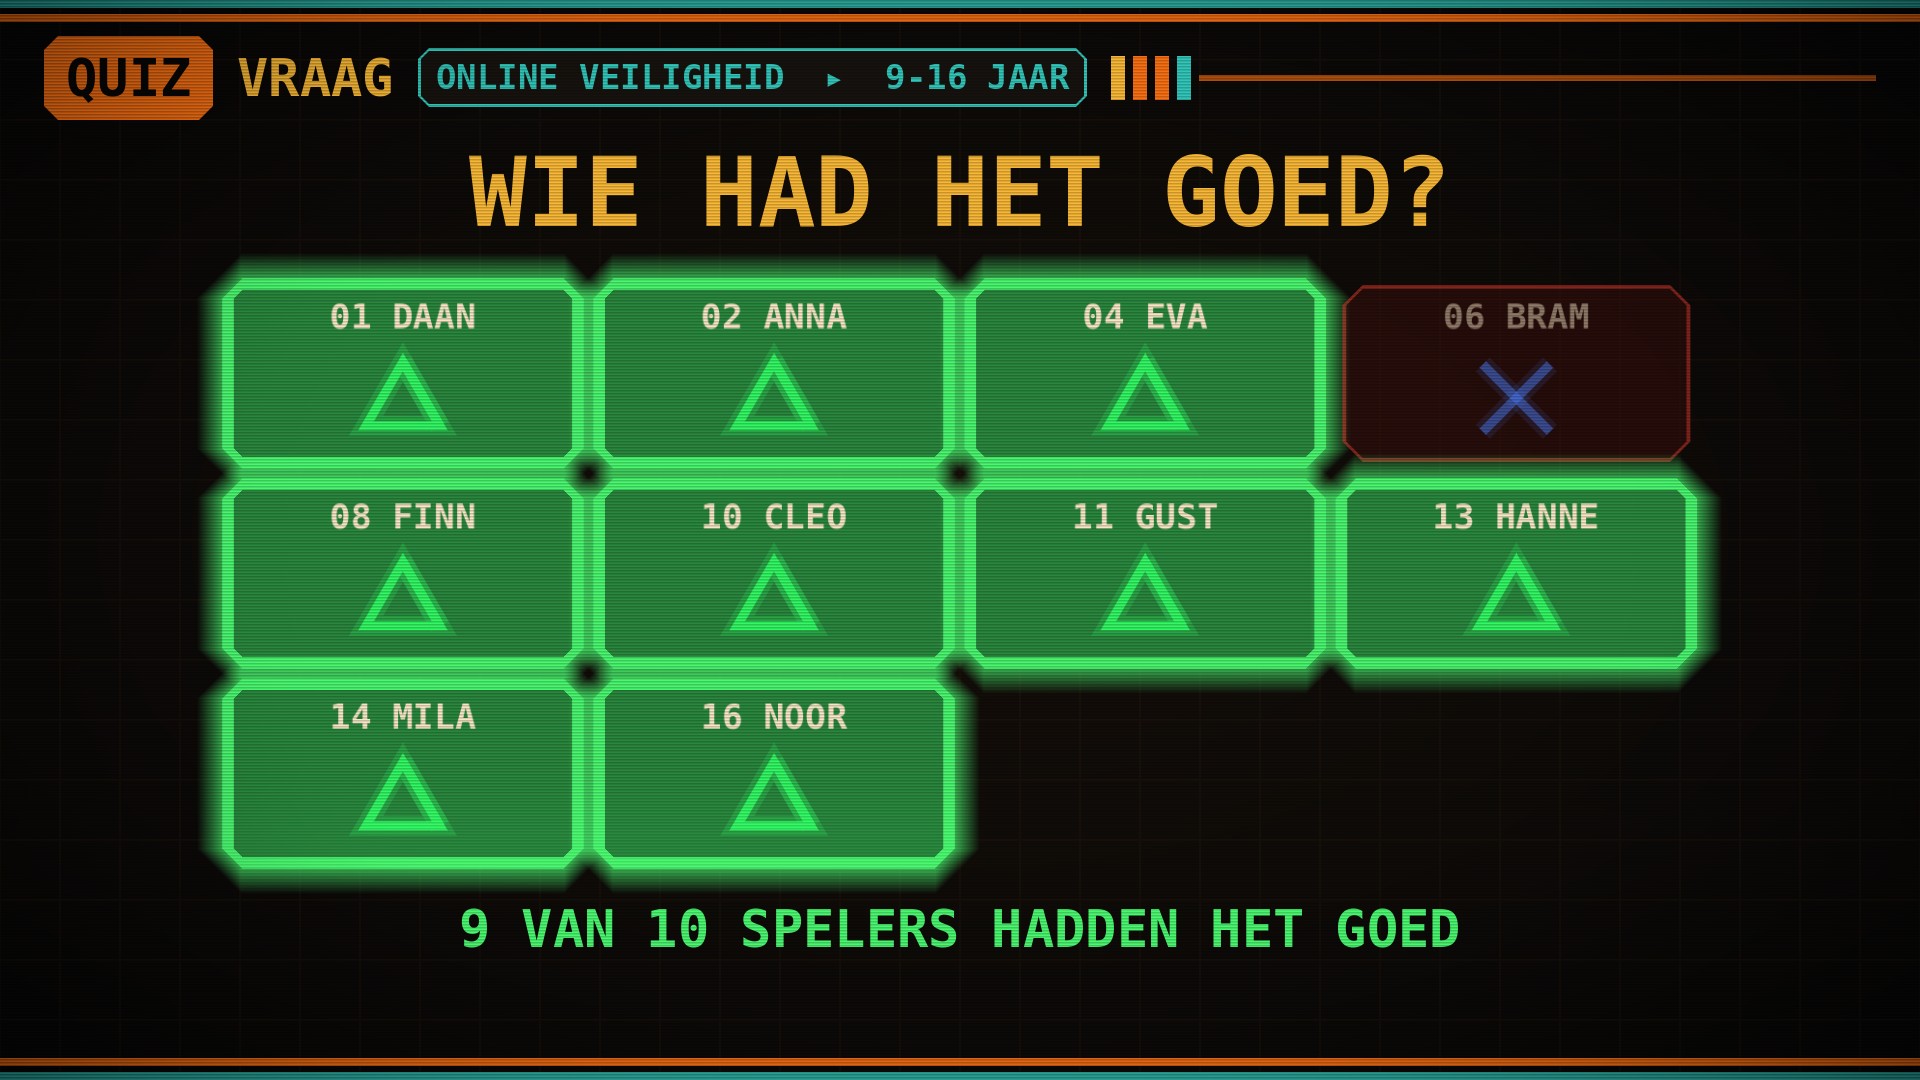 QUIZ VRAAG ONLINE VEILIGHEID ▸ 9-16 JAAR
WIE HAD HET GOED?
01 DAAN 02 ANNA 04 EVA 06 BRAM
08 FINN 10 CLEO 11 GUST 13 HANNE
14 MILA 16 NOOR
9 VAN 10 SPELERS HADDEN HET GOED